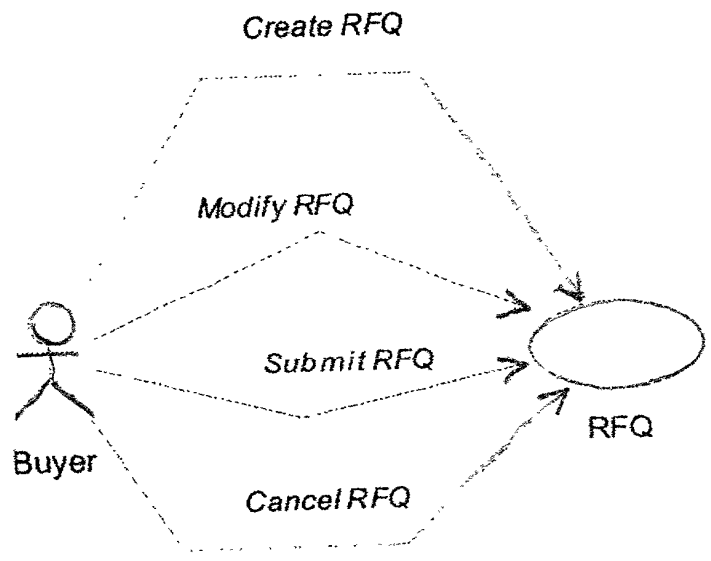 Create RFQ
Modify RFQ
Submit RFQ
RFQ
Buyer
Cancel RFQ